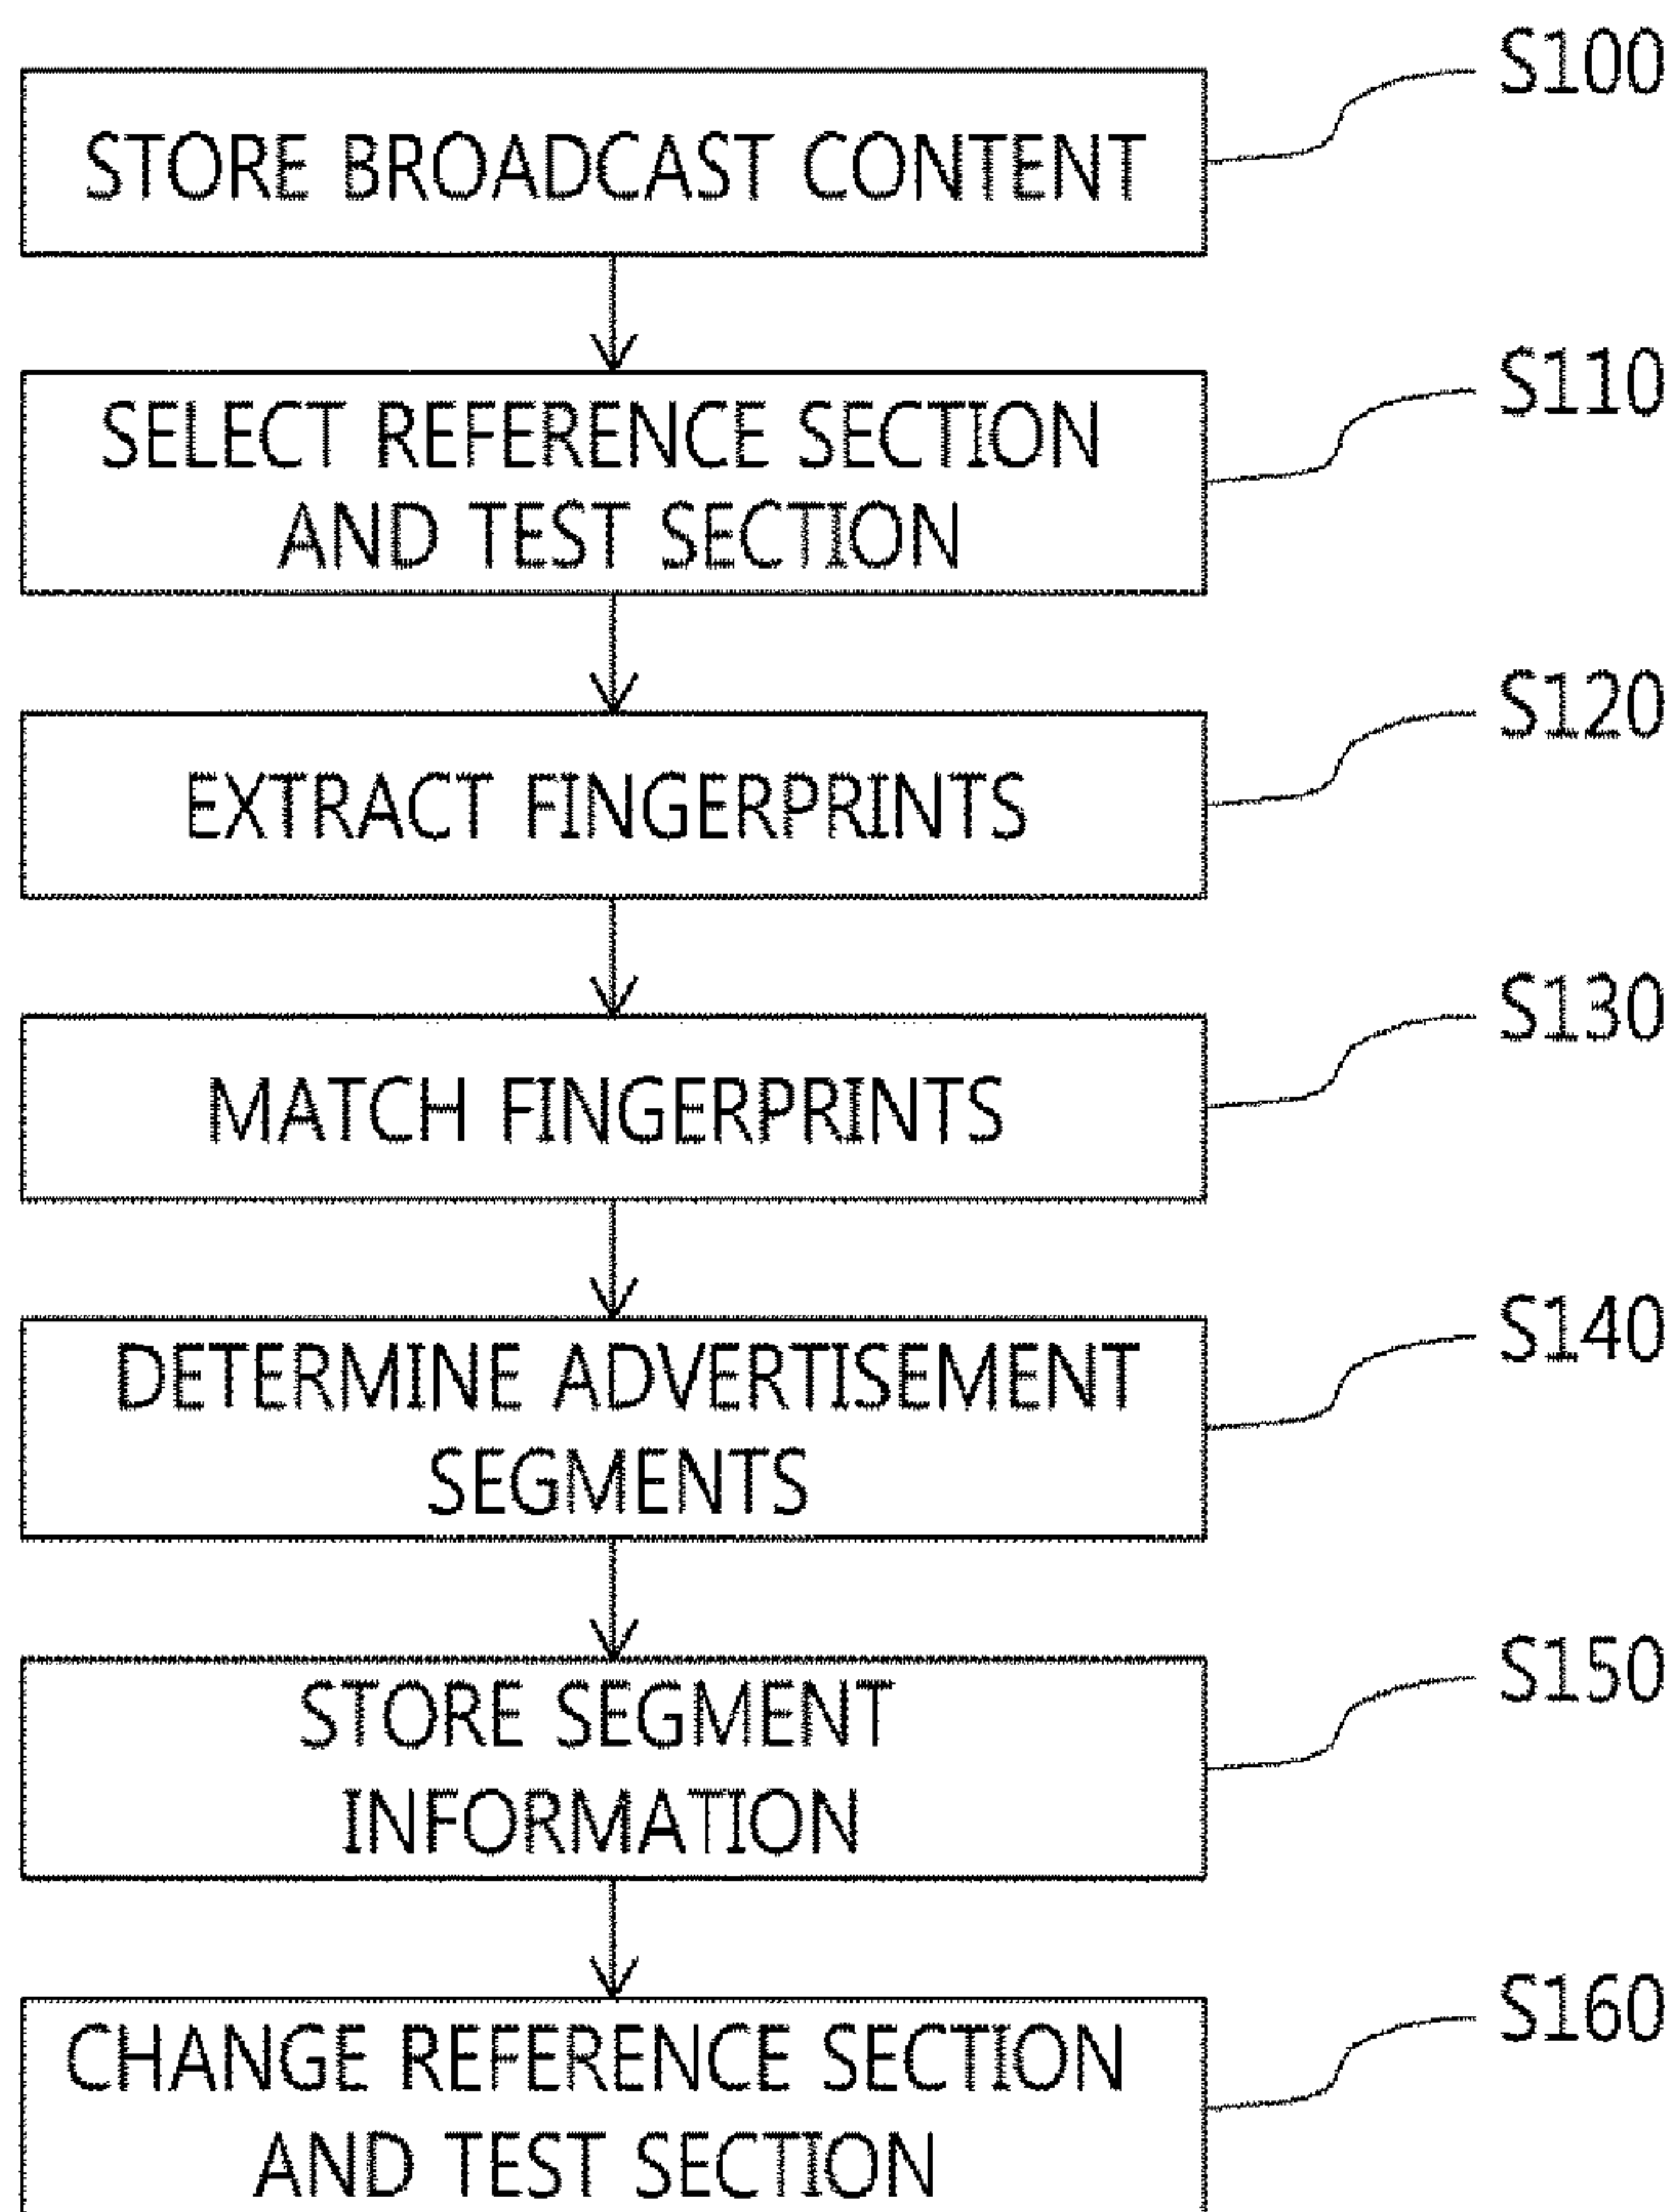 S100
STORE BROADCAST CONTENT
S110
SELECT REFERENCE SECTION
AND TEST SECTION
S120
EXTRACT FINGERPRINTS
S130
MATCH FINGERPRINTS
S140
DETERMINE ADVERTISEMENT
SEGMENTS
S150
STORE SEGMENT
INFORMATION
S160
CHANGE REFERENCE SECTION
AND TEST SECTION